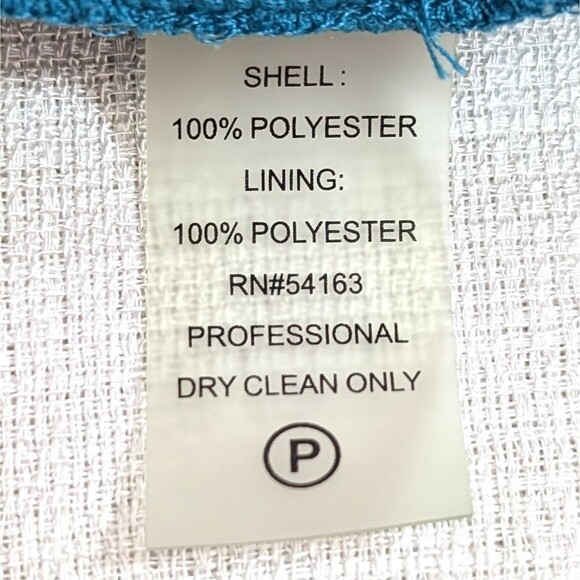 SHELL :
100% POLYESTER
LINING:
100% POLYESTER
RN#54163
PROFESSIONAL
DRY CLEAN ONLY
P